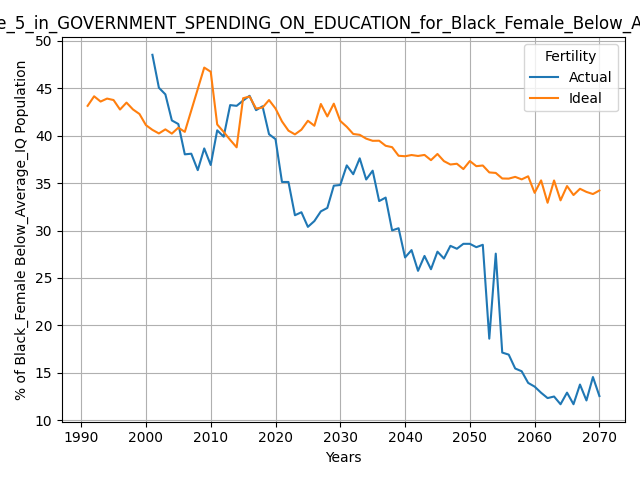 e_5_in_GOVERNMENT_SPENDING_ON_EDUCATION_for_Black_Female_Below_A
% of Black_Female Below_Average_IQ Population
50
45
40
35
30
25
20
15
10
Fertility
Actual
Ideal
1990 2000 2010 2020 2030 2040 2050 2060 2070
Years